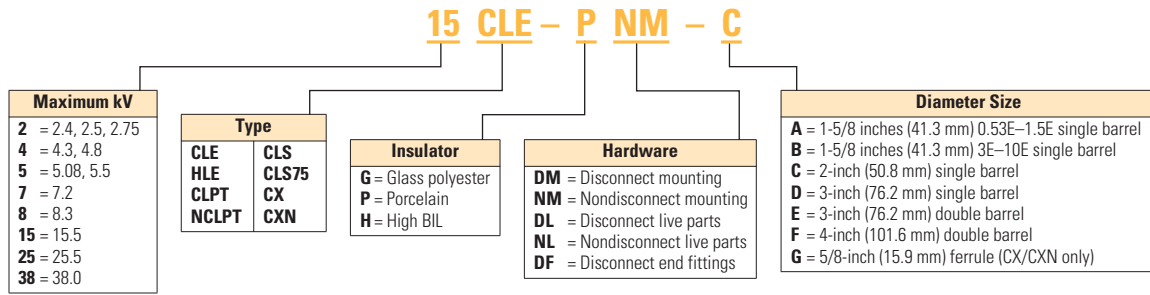 15 CLE – P NM – C
Maximum kV
2 = 2.4, 2.5, 2.75
4 = 4.3, 4.8
5 = 5.08, 5.5
7 = 7.2
8 = 8.3
15 = 15.5
25 = 25.5
38 = 38.0
Type
CLE CLS
HLE CLS75
CLPT CX
NCLPT CXN
Insulator
G = Glass polyester
P = Porcelain
H = High BIL
Hardware
DM = Disconnect mounting
NM = Nondisconnect mounting
DL = Disconnect live parts
NL = Nondisconnect live parts
DF = Disconnect end fittings
Diameter Size
A = 1-5/8 inches (41.3 mm) 0.53E–1.5E single barrel
B = 1-5/8 inches (41.3 mm) 3E–10E single barrel
C = 2-inch (50.8 mm) single barrel
D = 3-inch (76.2 mm) single barrel
E = 3-inch (76.2 mm) double barrel
F = 4-inch (101.6 mm) double barrel
G = 5/8-inch (15.9 mm) ferrule (CX/CXN only)